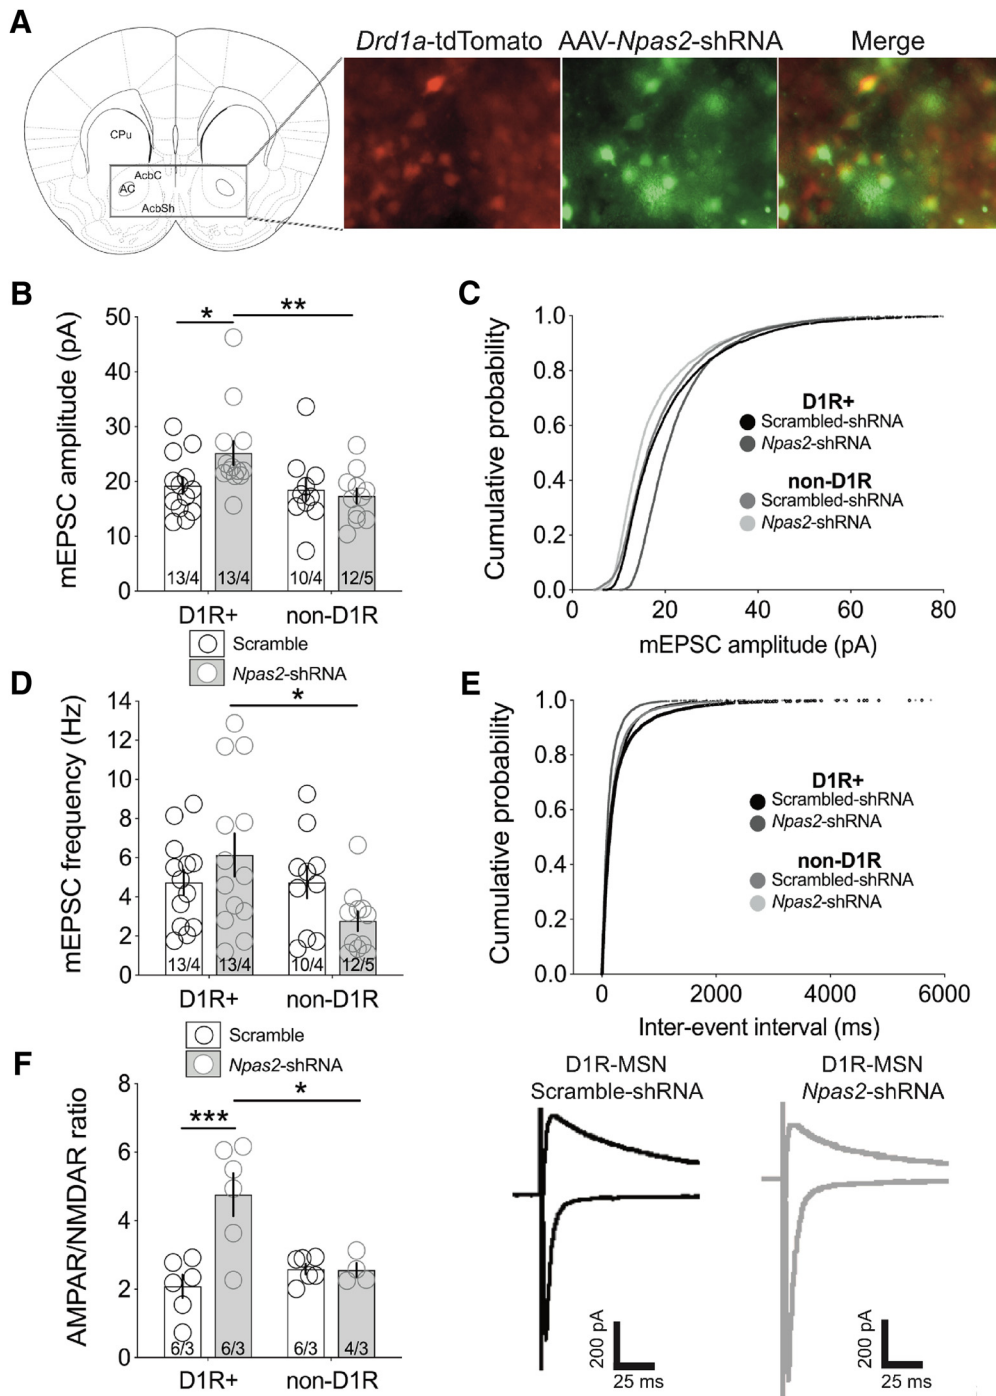 A
Drd1a-tdTomato AAV-Npas2-shRNA Merge
CPu
AcbC
AC
AcbSh
B
mEPSC amplitude (pA)
50
40
30
20
10
0
*
**
13/4 13/4 10/4 12/5
D1R+ non-D1R
Scramble
Npas2-shRNA
C
Cumulative probability
1.0
0.8
0.6
0.4
0.2
0.0
D1R+
Scrambled-shRNA
Npas2-shRNA
non-D1R
Scrambled-shRNA
Npas2-shRNA
0 20 40 60 80
mEPSC amplitude (pA)
D
mEPSC frequency (Hz)
14
12
10
8
6
4
2
0
*
13/4 13/4 10/4 12/5
D1R+ non-D1R
Scramble
Npas2-shRNA
E
Cumulative probability
1.0
0.8
0.6
0.4
0.2
0.0
D1R+
Scrambled-shRNA
Npas2-shRNA
non-D1R
Scrambled-shRNA
Npas2-shRNA
0 2000 4000 6000
Inter-event interval (ms)
F
AMPAR/NMDAR ratio
8
6
4
2
0
***
*
6/3 6/3 6/3 4/3
D1R+ non-D1R
D1R-MSN
Scramble-shRNA
200 pA
25 ms
D1R-MSN
Npas2-shRNA
200 pA
25 ms